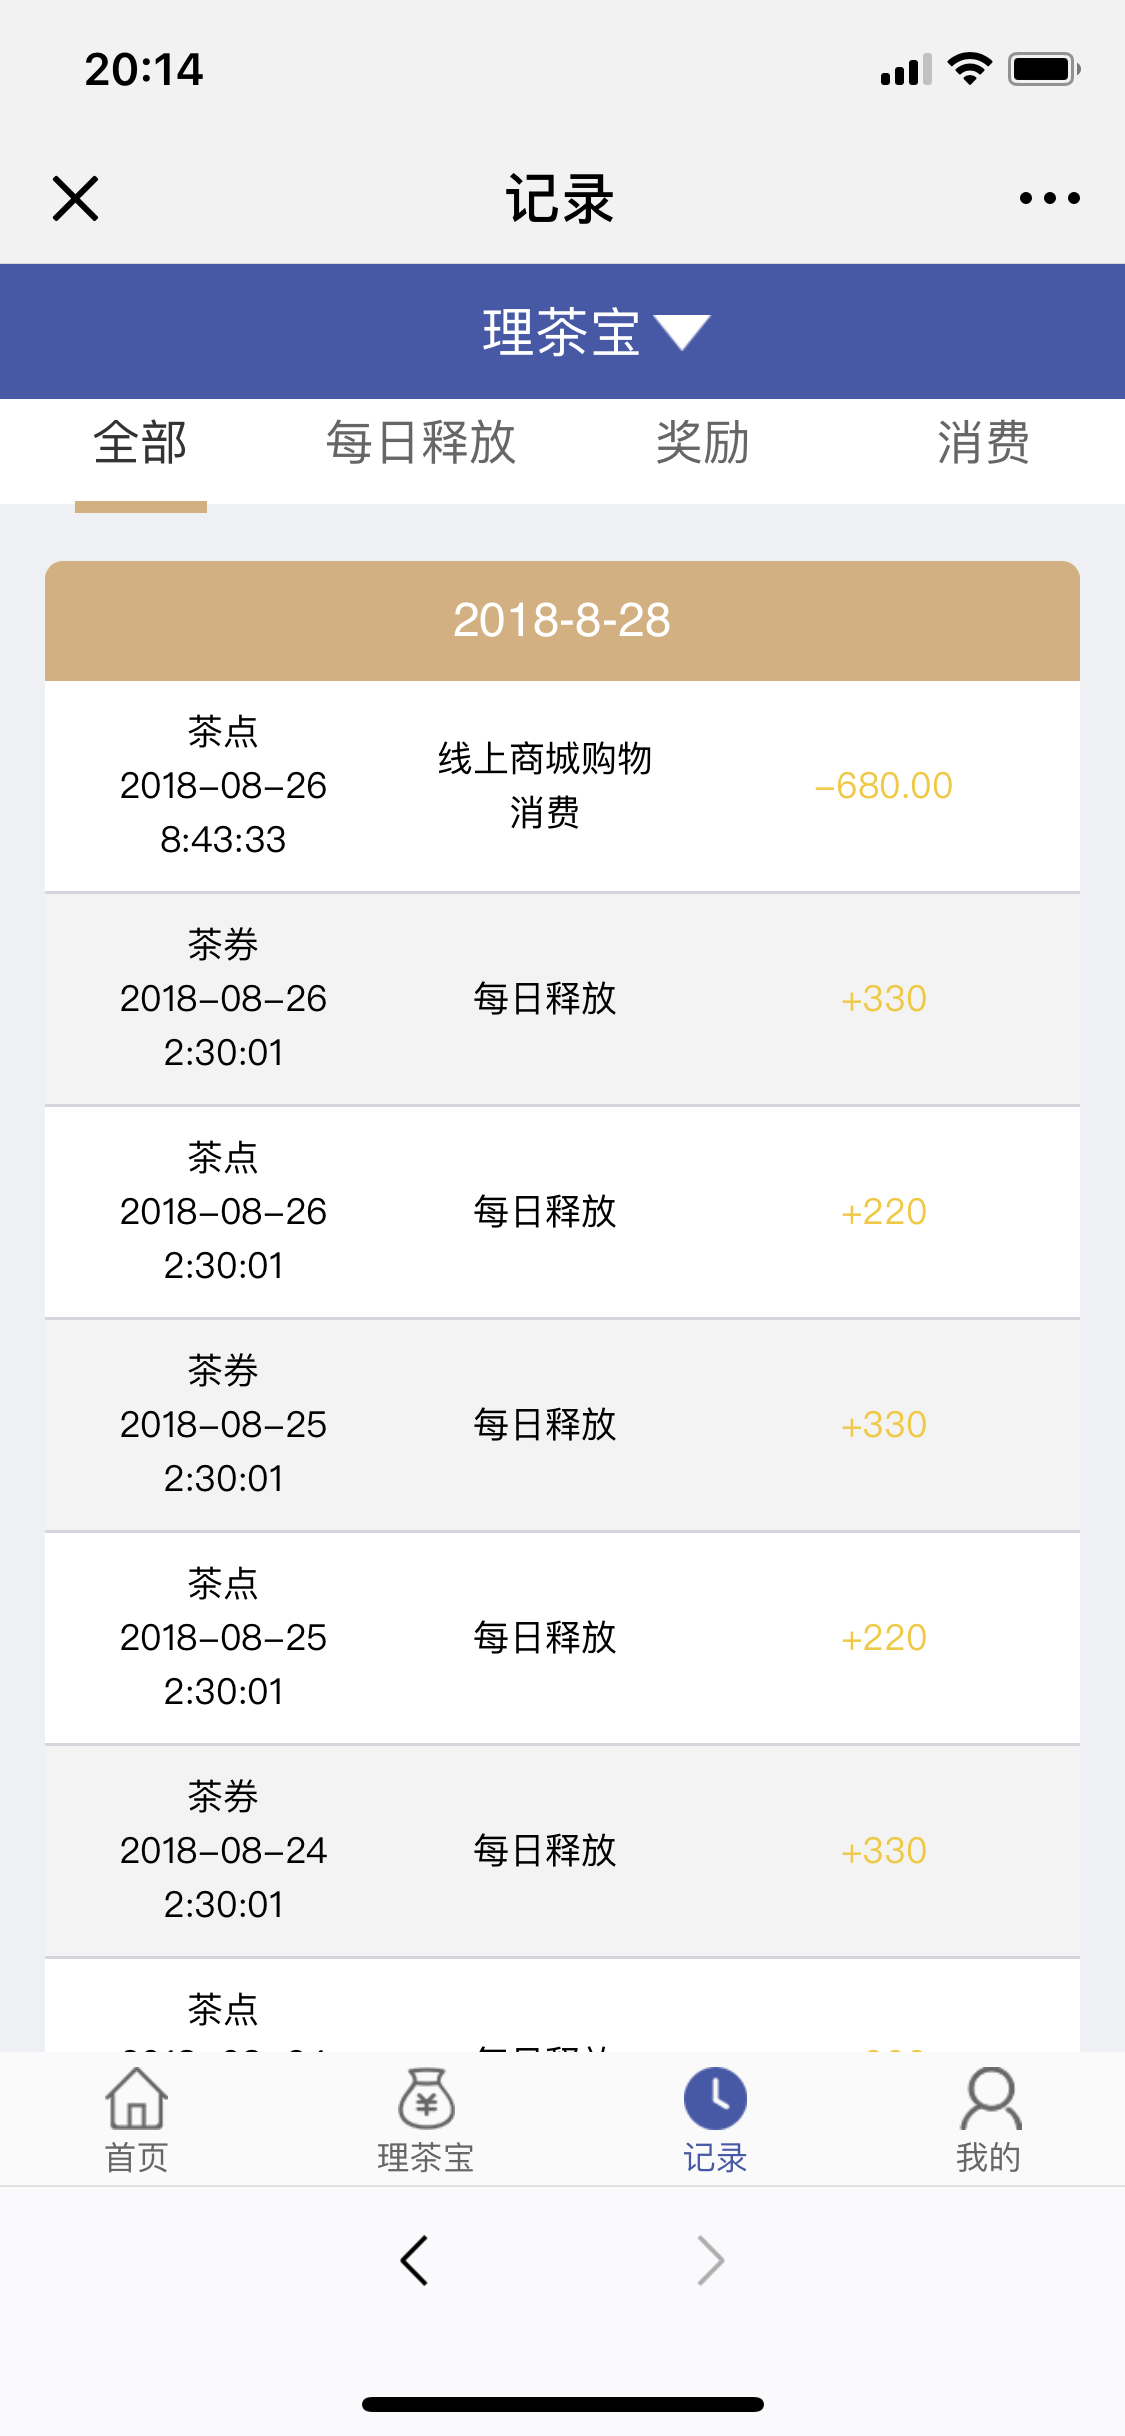 20:14
记录
理茶宝
全部 每日释放 奖励 消费
2018-8-28
茶点
2018-08-26
8:43:33
线上商城购物
消费
-680.00
茶券
2018-08-26
2:30:01
每日释放
+330
茶点
2018-08-26
2:30:01
每日释放
+220
茶券
2018-08-25
2:30:01
每日释放
+330
茶点
2018-08-25
2:30:01
每日释放
+220
茶券
2018-08-24
2:30:01
每日释放
+330
茶点
首页 理茶宝 记录 我的